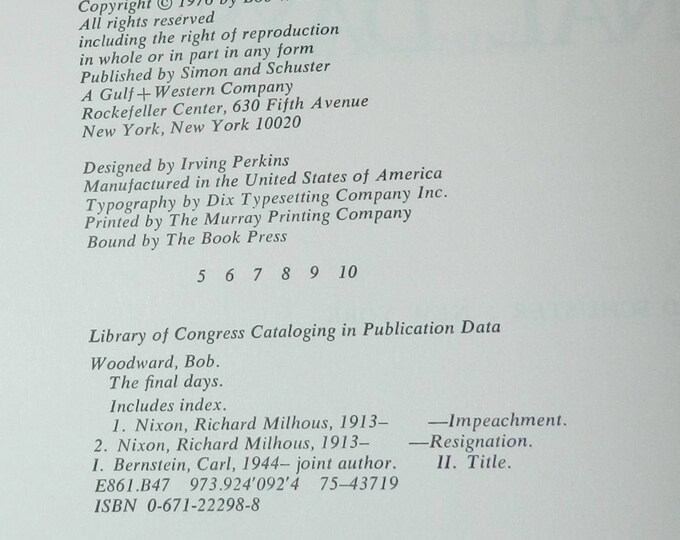 Copyright © 1976 by Bob W
All rights reserved
including the right of reproduction
in whole or in part in any form
Published by Simon and Schuster
A Gulf+Western Company
Rockefeller Center, 630 Fifth Avenue
New York, New York 10020
Designed by Irving Perkins
Manufactured in the United States of America
Typography by Dix Typesetting Company Inc.
Printed by The Murray Printing Company
Bound by The Book Press
5 6 7 8 9 10
Library of Congress Cataloging in Publication Data
Woodward, Bob.
The final days.
Includes index.
1. Nixon, Richard Milhous, 1913– —Impeachment.
2. Nixon, Richard Milhous, 1913– —Resignation.
I. Bernstein, Carl, 1944– joint author. II. Title.
E861.B47 973.924'092'4 75–43719
ISBN 0-671-22298-8